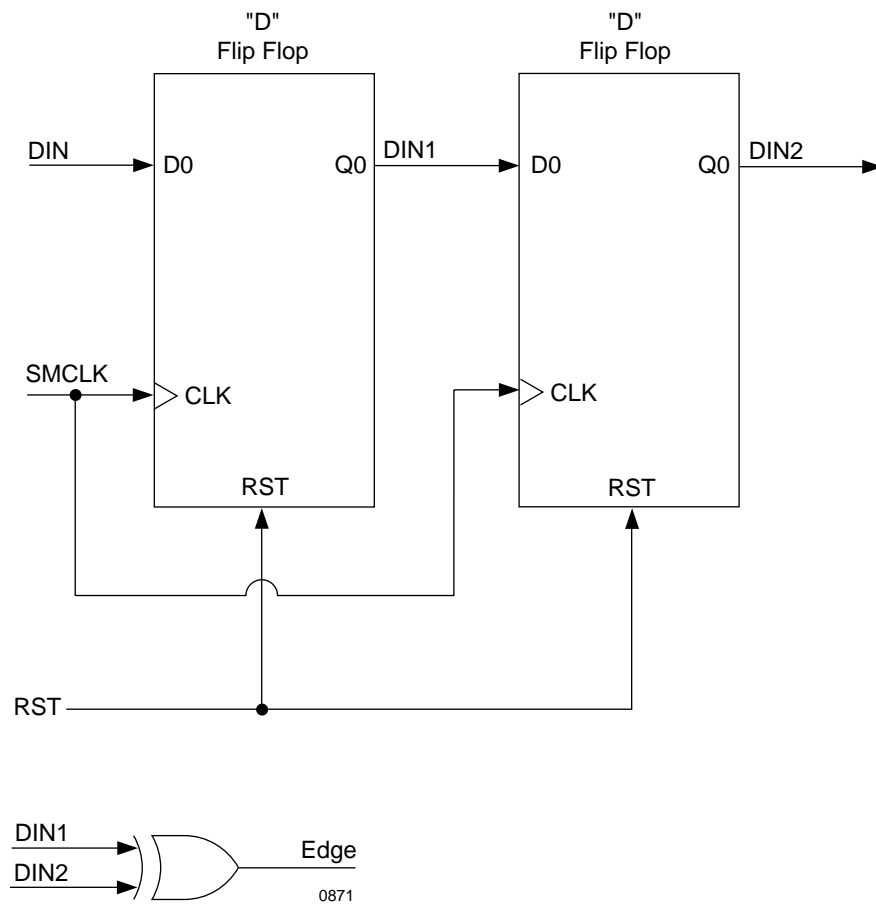 "D"
Flip Flop
"D"
Flip Flop
DIN
D0
Q0
DIN1
D0
Q0
DIN2
SMCLK
CLK
CLK
RST
RST
RST
DIN1
DIN2
Edge
0871